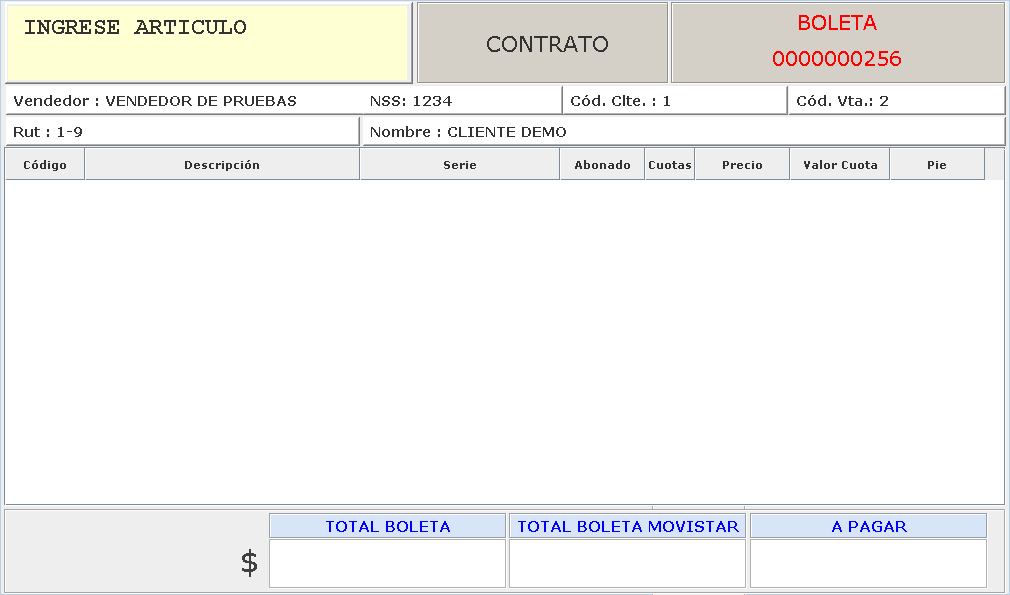 INGRESE ARTICULO
CONTRATO
BOLETA
0000000256
Vendedor : VENDEDOR DE PRUEBAS NSS: 1234 Cód. Clte. : 1 Cód. Vta.: 2
Rut : 1-9 Nombre : CLIENTE DEMO
Código Descripción Serie Abonado Cuotas Precio Valor Cuota Pie
TOTAL BOLETA TOTAL BOLETA MOVISTAR A PAGAR
$